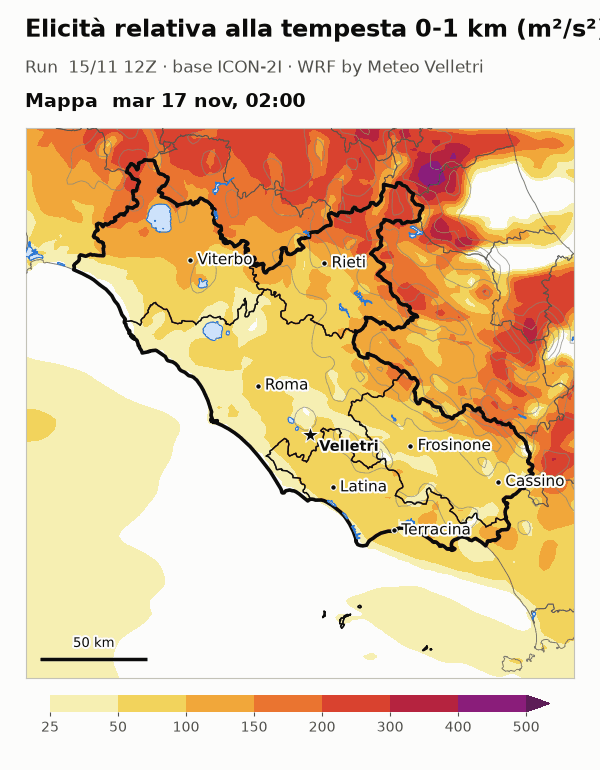 Elicità relativa alla tempesta 0-1 km (m²/s²)
Run  15/11 12Z · base ICON-2I · WRF by Meteo Velletri
Mappa  mar 17 nov, 02:00
Viterbo
Rieti
Roma
Velletri
Frosinone
Latina
Cassino
Terracina
50 km
25 50 100 150 200 300 400 500